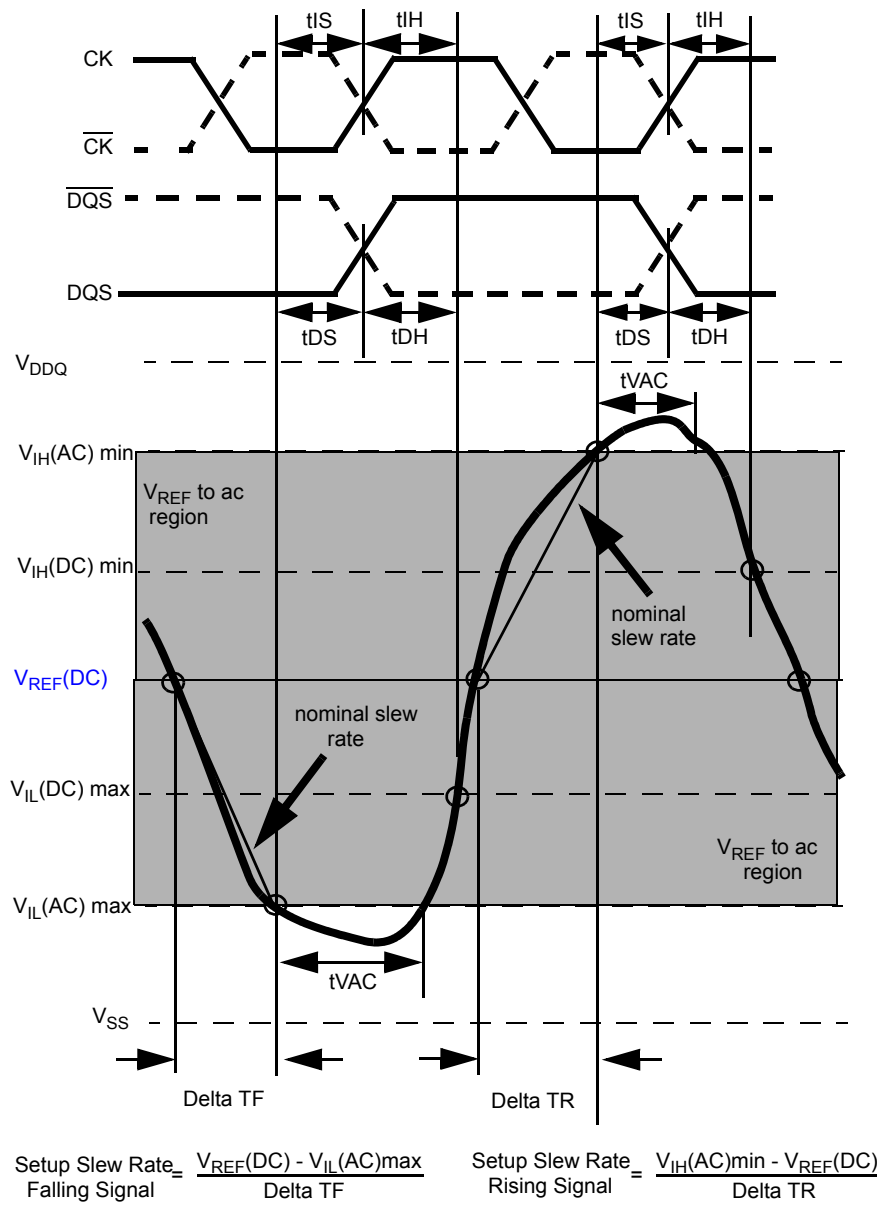 tIS tIH tIS tIH
CK
CK
DQS
DQS
tDS tDH tDS tDH
VDDQ
tVAC
VIH(AC) min
VREF to ac
region
VIH(DC) min
nominal
slew rate
VREF(DC)
nominal slew
rate
VIL(DC) max
VREF to ac
region
VIL(AC) max
tVAC
VSS
Delta TF Delta TR
Setup Slew Rate
Falling Signal
=
VREF(DC) - VIL(AC)max
Delta TF
Setup Slew Rate
Rising Signal
=
VIH(AC)min - VREF(DC)
Delta TR